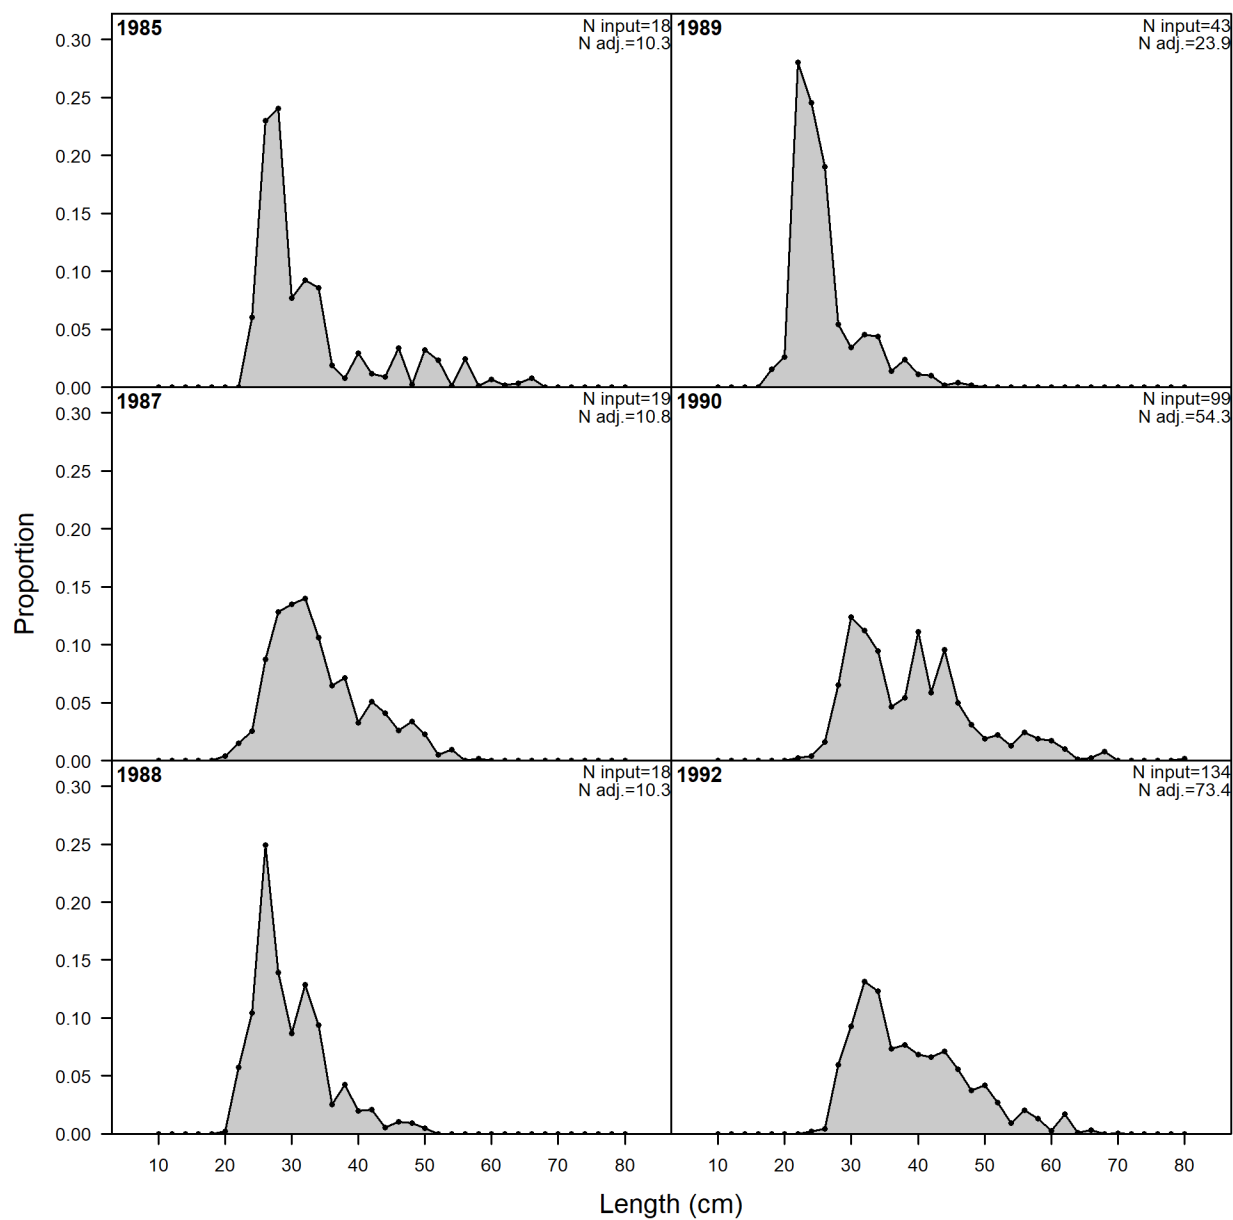 1985
N input=18
N adj.=10.3
1989
N input=43
N adj.=23.9
0.30
0.25
0.20
0.15
0.10
0.05
0.00
1987
N input=19
N adj.=10.8
1990
N input=99
N adj.=54.3
0.30
0.25
0.20
0.15
0.10
0.05
0.00
1988
N input=18
N adj.=10.3
1992
N input=134
N adj.=73.4
0.30
0.25
0.20
0.15
0.10
0.05
0.00
10 20 30 40 50 60 70 80
10 20 30 40 50 60 70 80
Proportion
Length (cm)